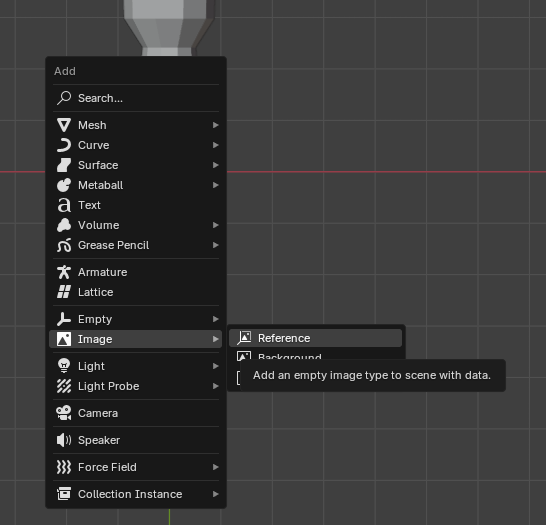 Add
Search...
Mesh
Curve
Surface
Metaball
Text
Volume
Grease Pencil
Armature
Lattice
Empty
Image
Reference
Background
Add an empty image type to scene with data.
Light
Light Probe
Camera
Speaker
Force Field
Collection Instance